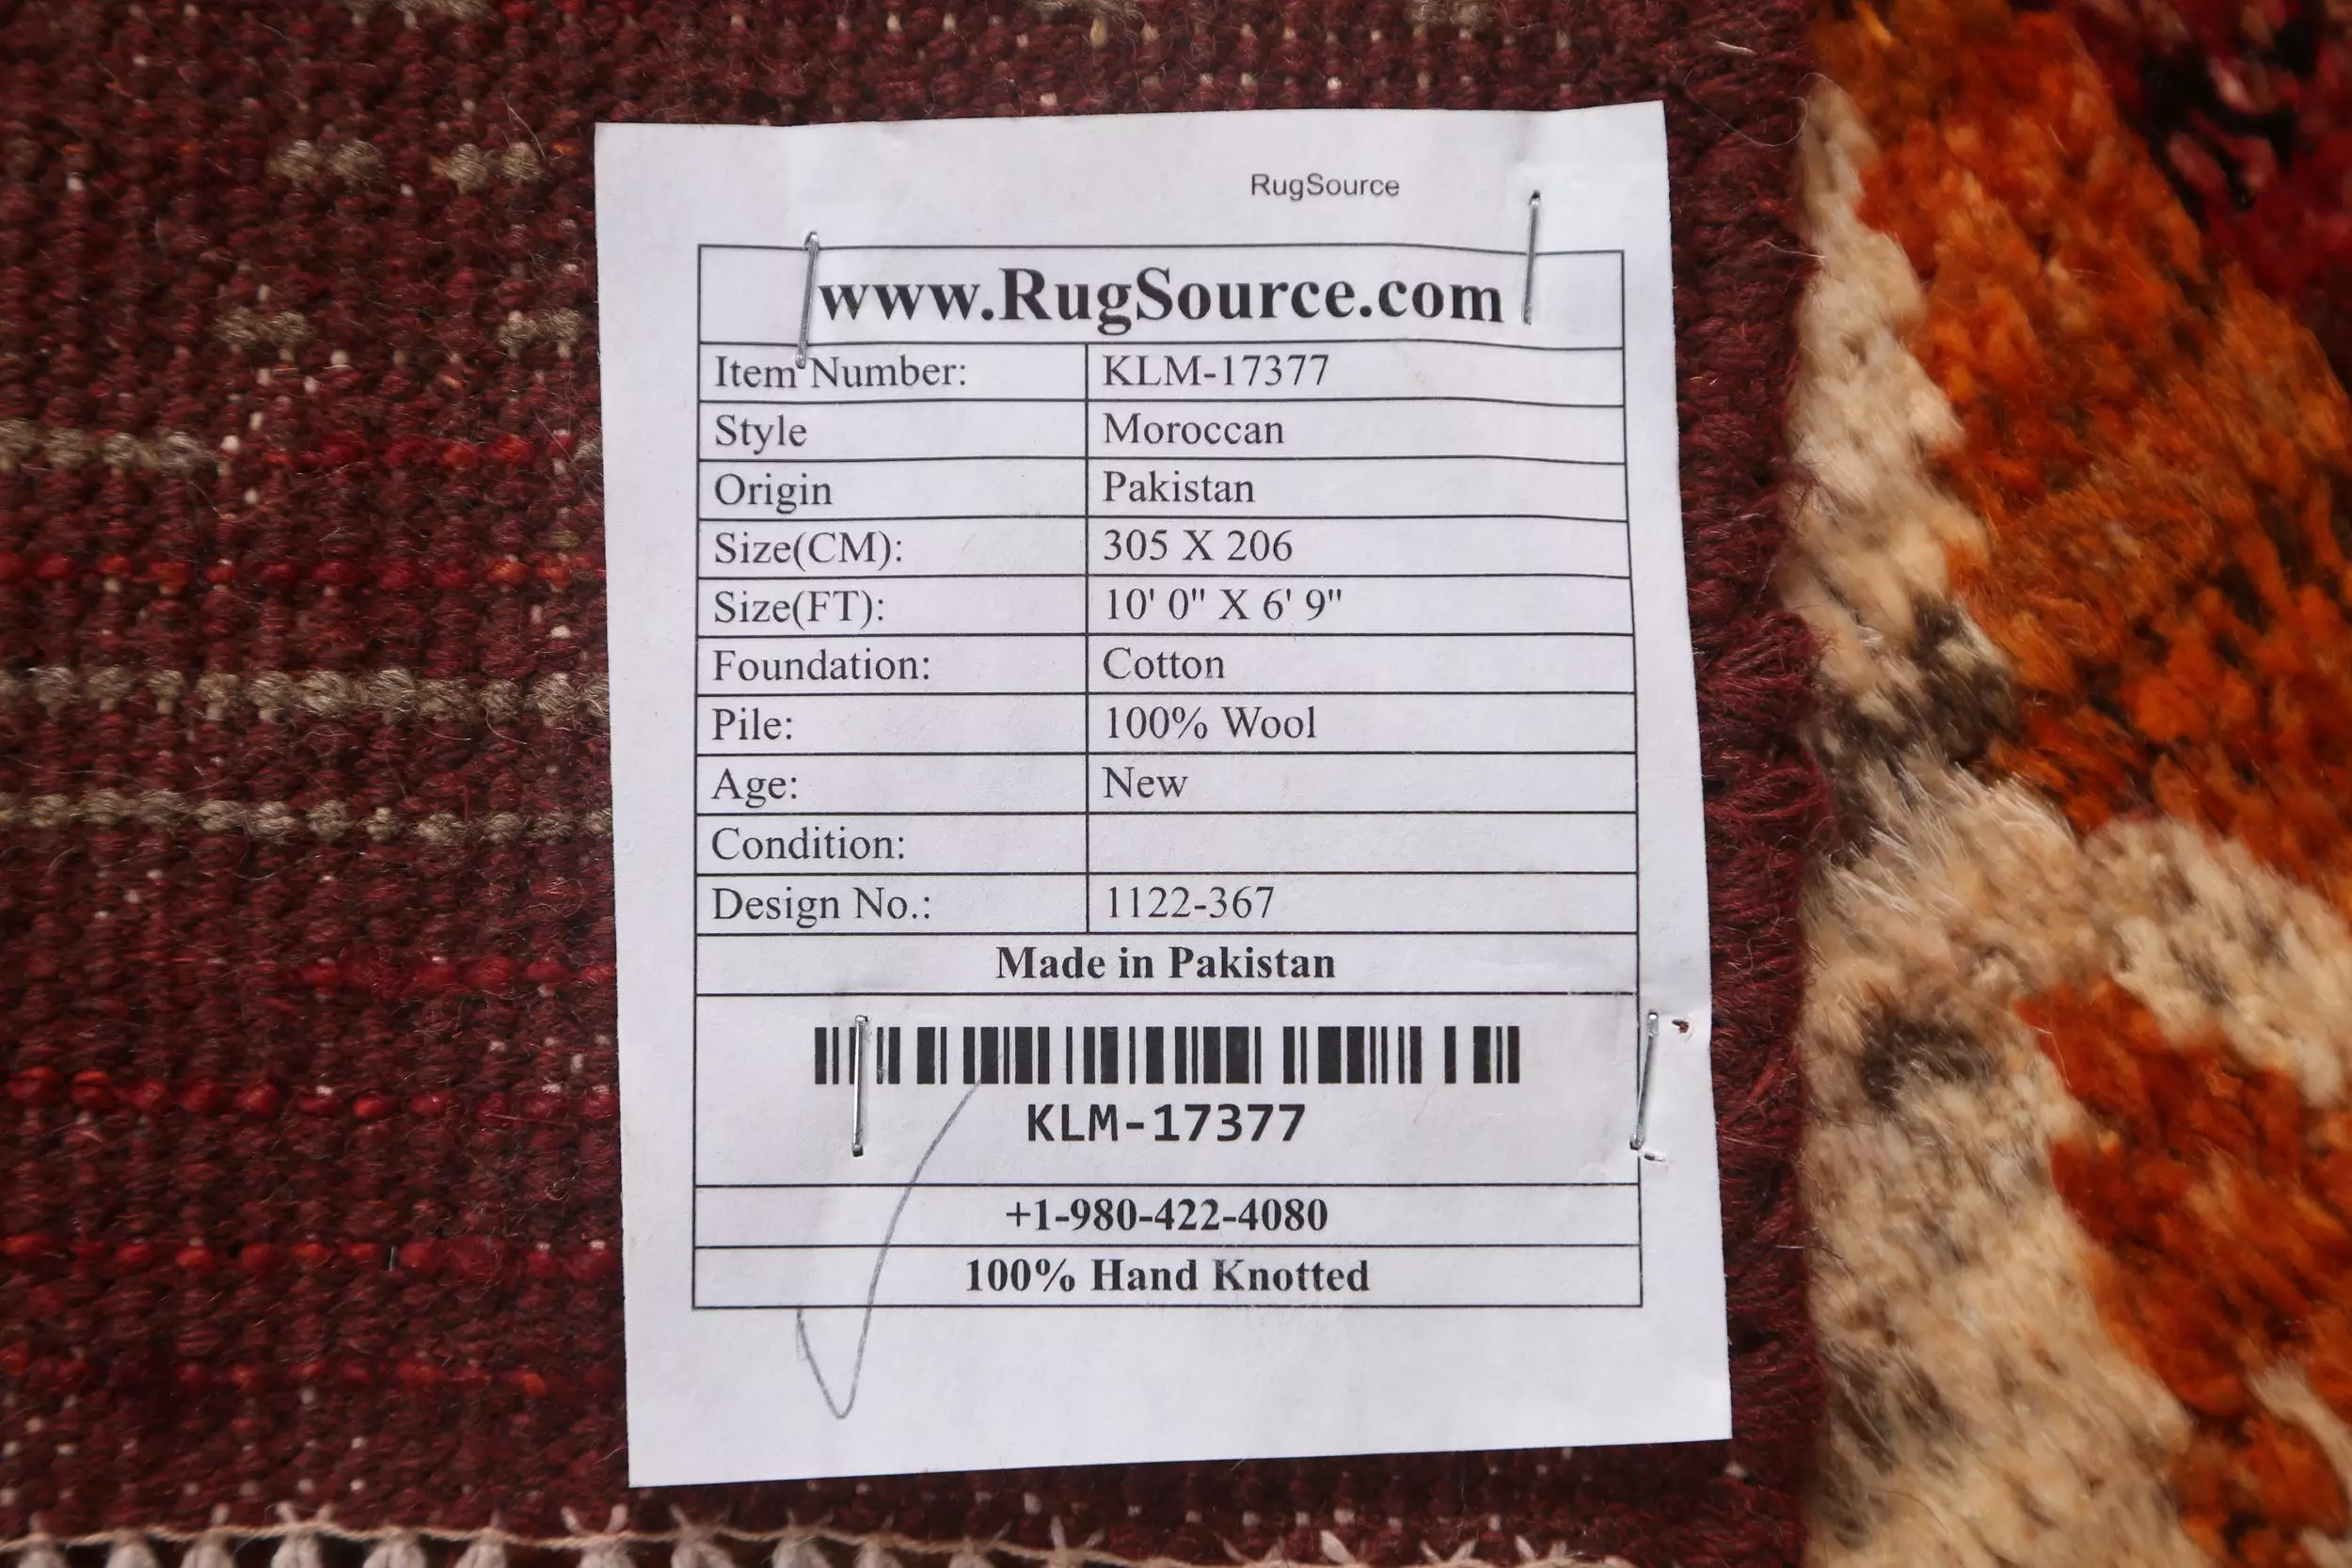 RugSource
www.RugSource.com
Item Number: KLM-17377
Style Moroccan
Origin Pakistan
Size(CM): 305 X 206
Size(FT): 10' 0" X 6' 9"
Foundation: Cotton
Pile: 100% Wool
Age: New
Condition:
Design No.: 1122-367
Made in Pakistan
KLM-17377
+1-980-422-4080
100% Hand Knotted